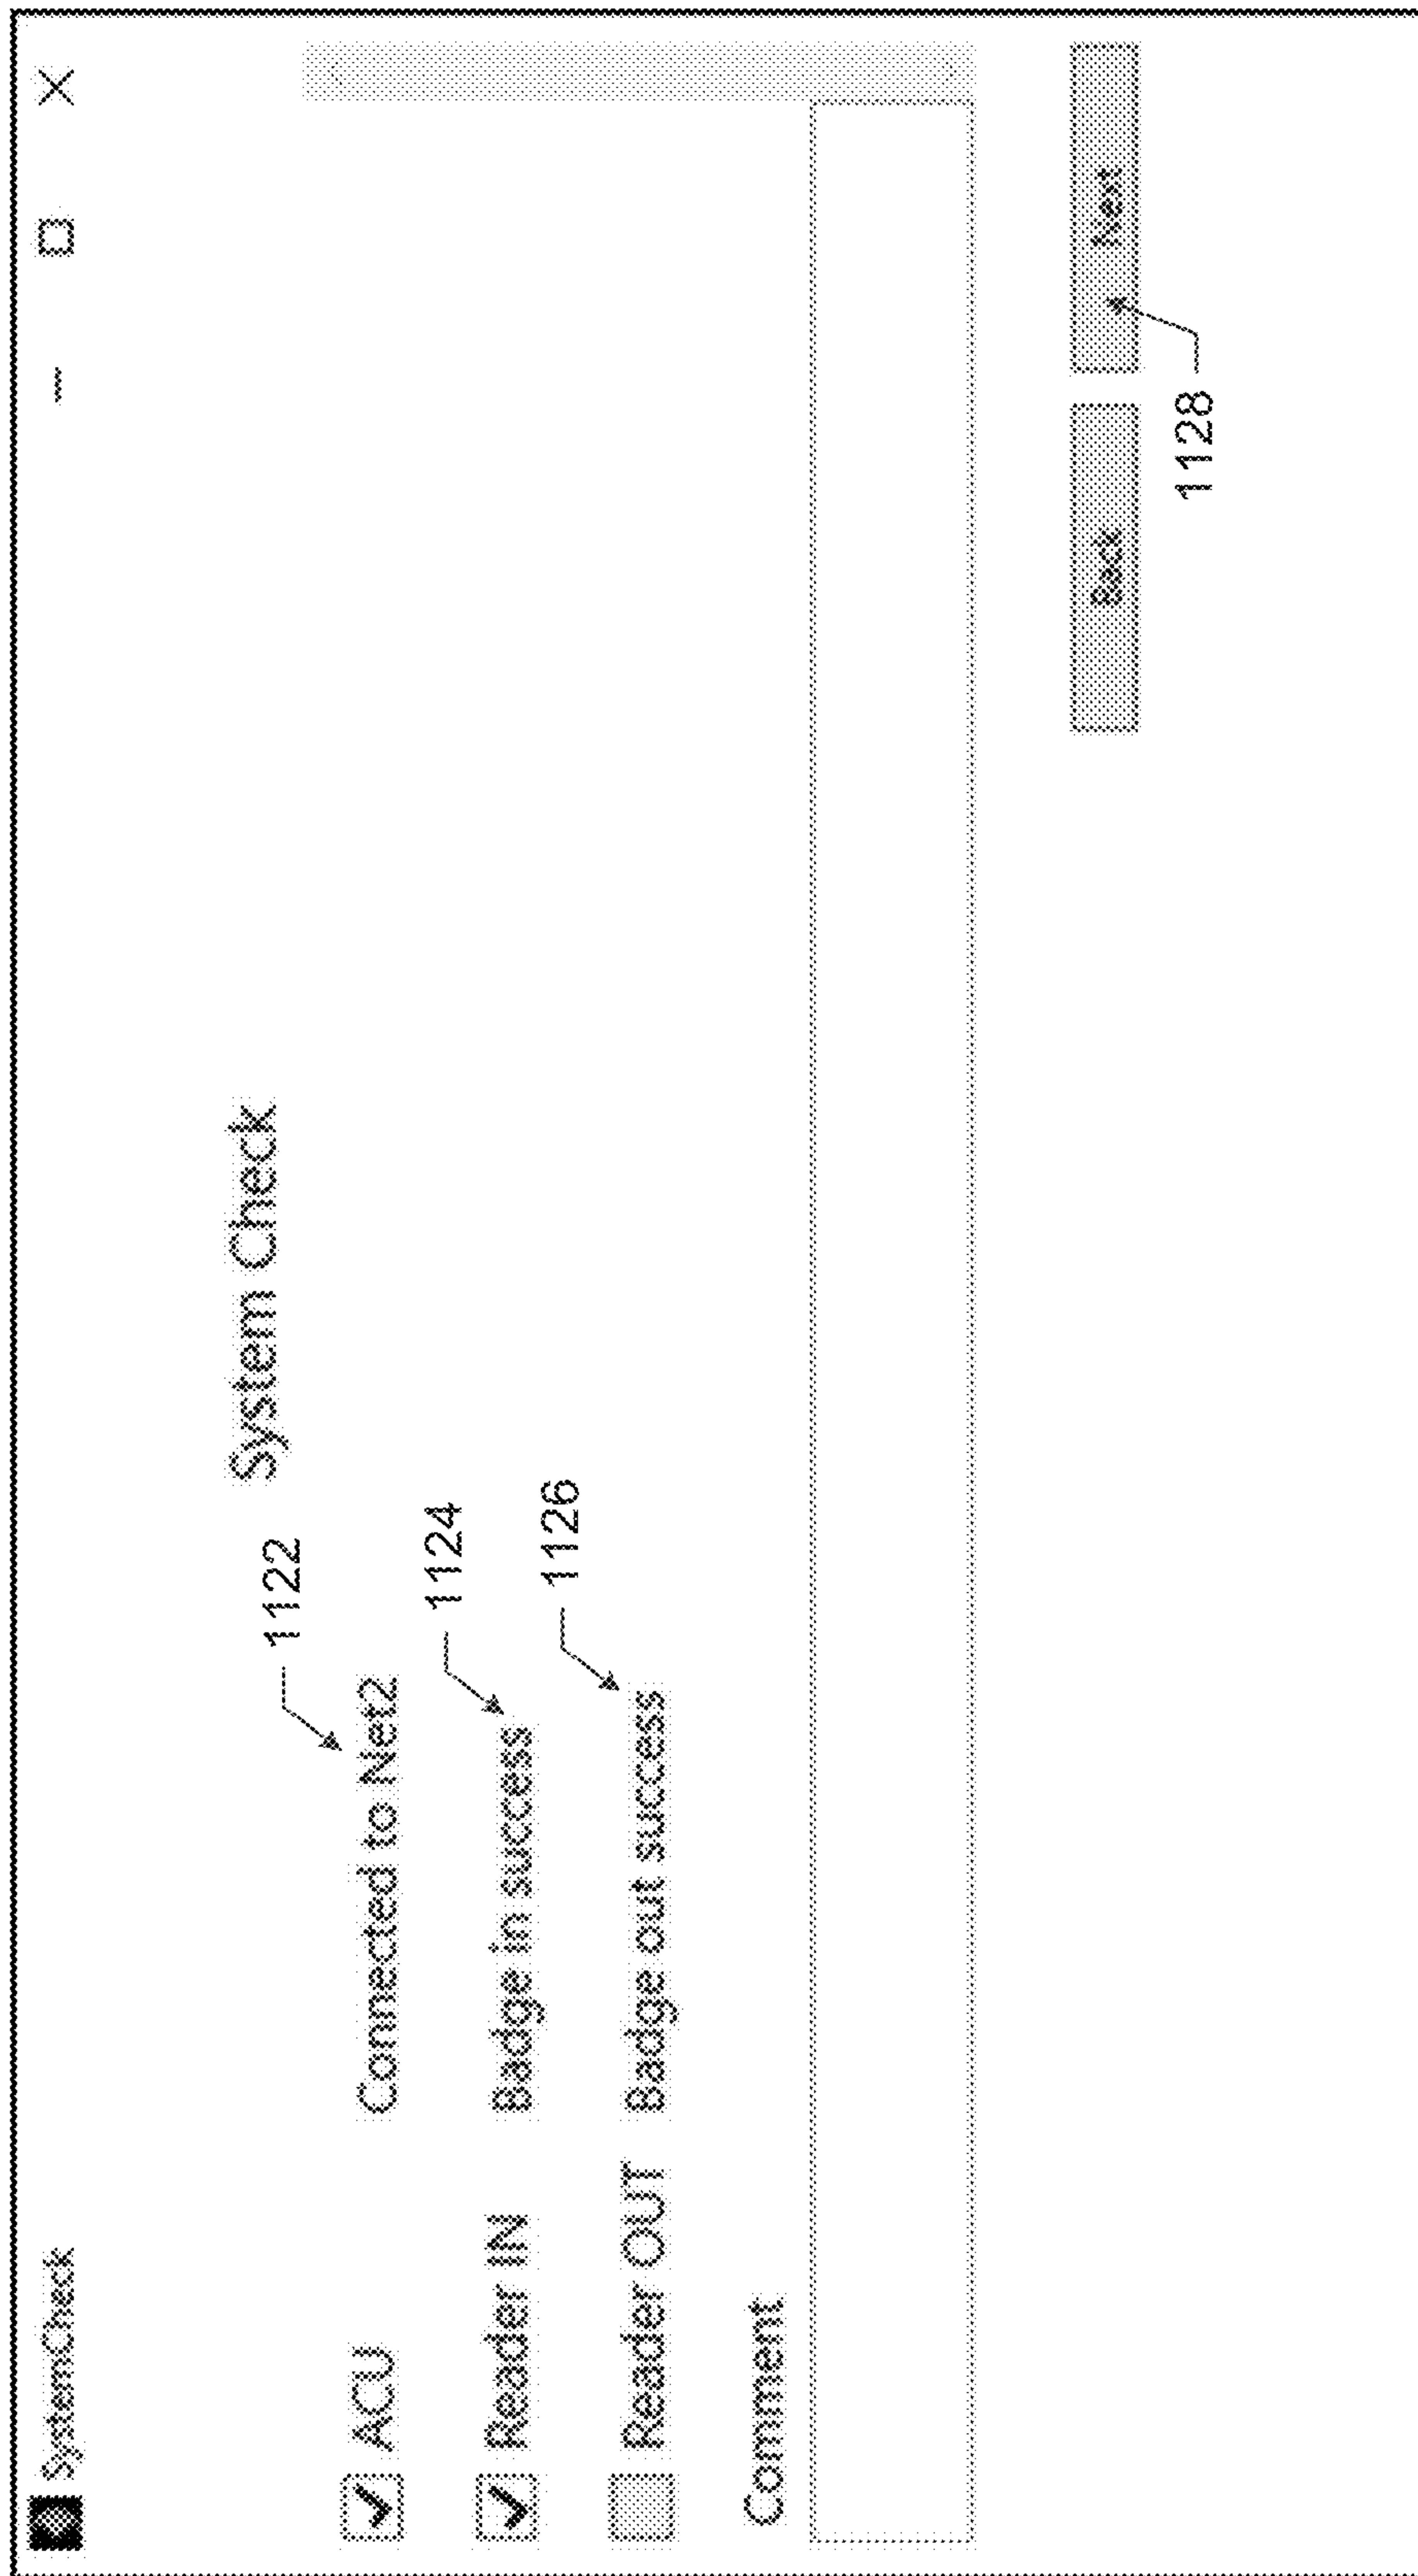 SystemCheck
System Check
1122
ACU Connected to Net2
1124
Reader IN Badge in success
1126
Reader OUT Badge out success
Comment
Back Next
1128